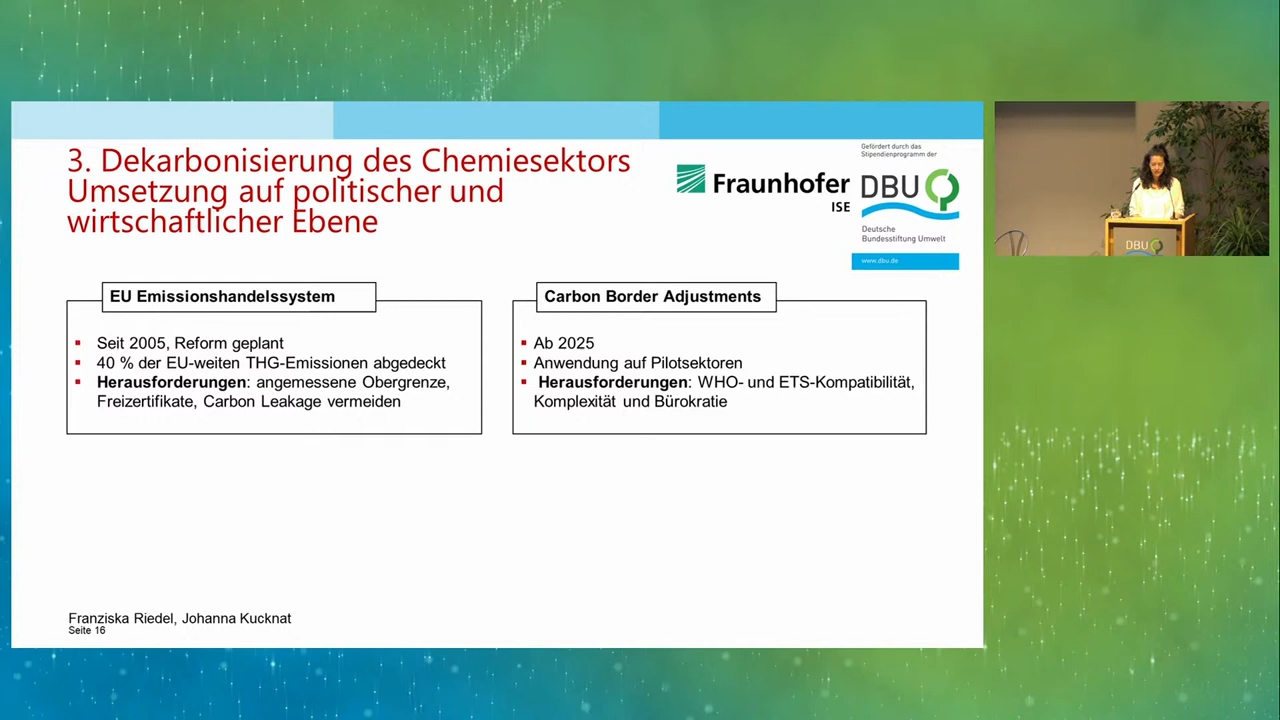 3. Dekarbonisierung des Chemiesektors
Umsetzung auf politischer und
wirtschaftlicher Ebene
Fraunhofer
ISE
Gefördert durch das
Stipendienprogramm der
DBU
Deutsche
Bundesstiftung Umwelt
www.dbu.de
EU Emissionshandelssystem
Seit 2005, Reform geplant
40 % der EU-weiten THG-Emissionen abgedeckt
Herausforderungen: angemessene Obergrenze,
Freizertifikate, Carbon Leakage vermeiden
Carbon Border Adjustments
Ab 2025
Anwendung auf Pilotsektoren
Herausforderungen: WHO- und ETS-Kompatibilität,
Komplexität und Bürokratie
Franziska Riedel, Johanna Kucknat
Seite 16
DBU